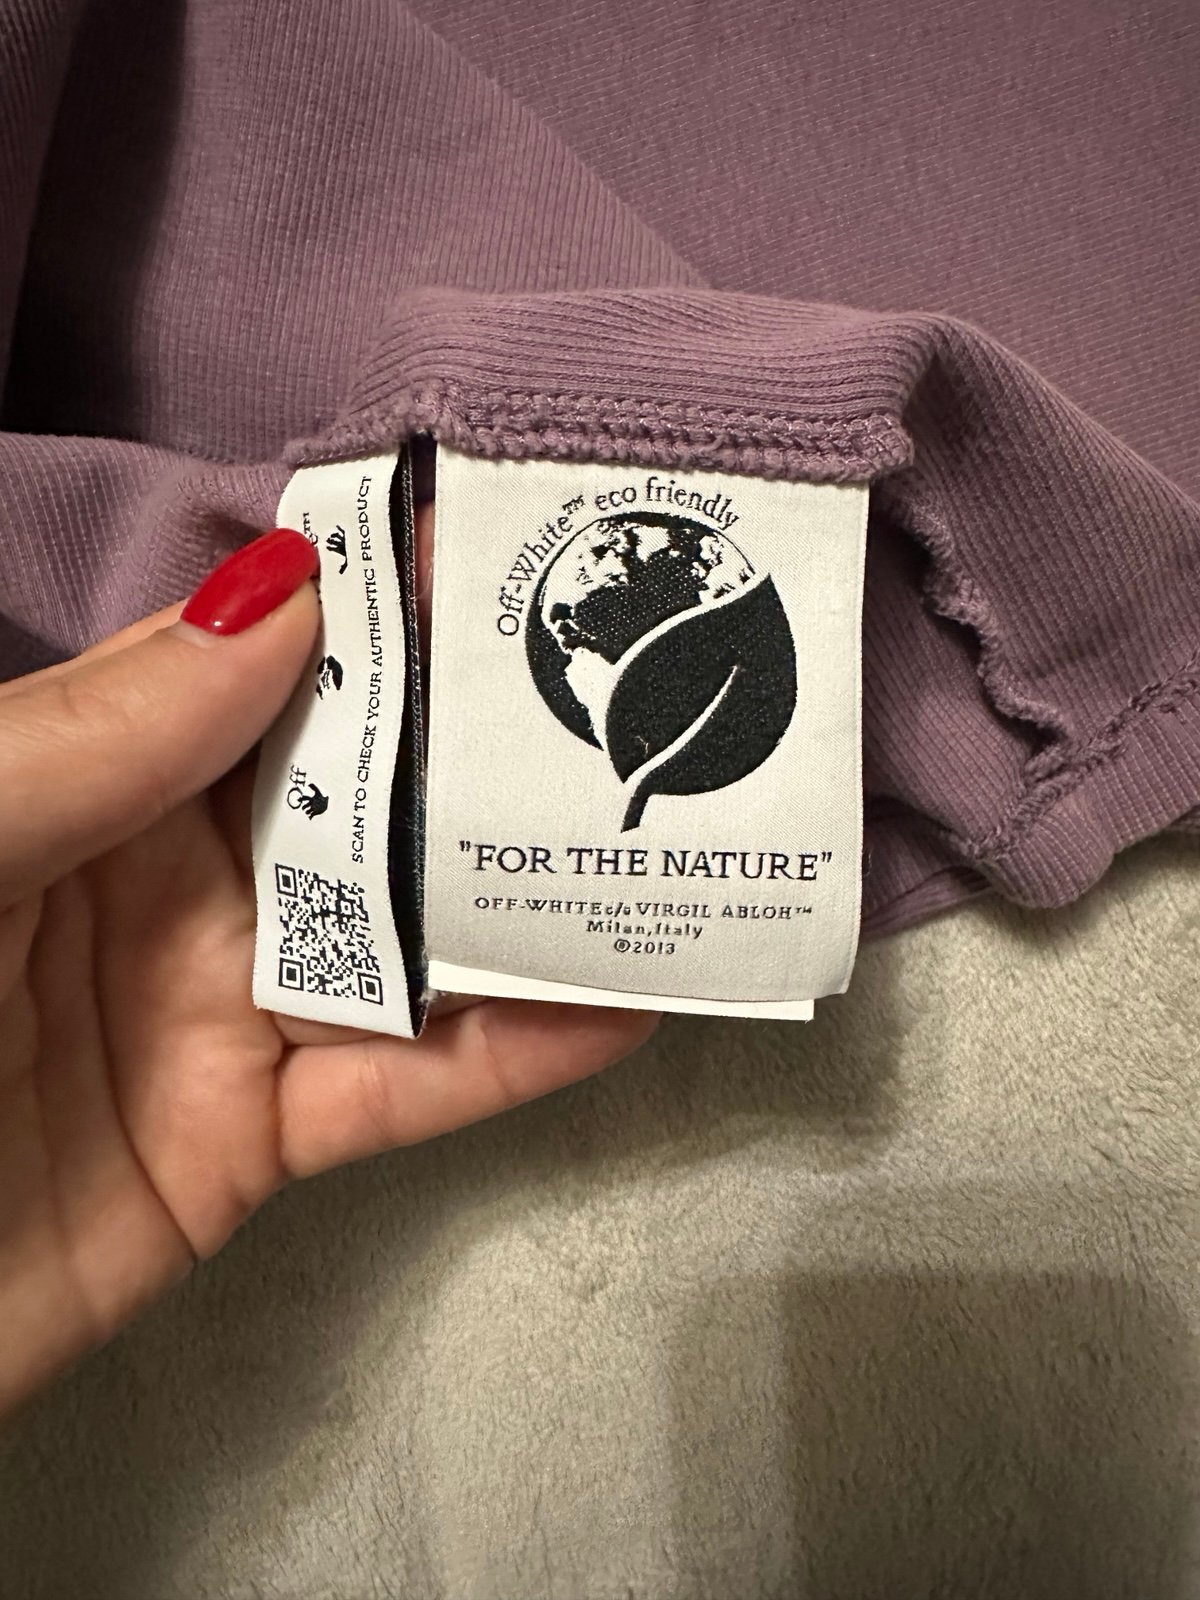 Off-White™ eco friendly
"FOR THE NATURE"
OFF-WHITE c/o VIRGIL ABLOH™
Milan,Italy
©2013
SCAN TO CHECK YOUR AUTHENTIC PRODUCT
Off